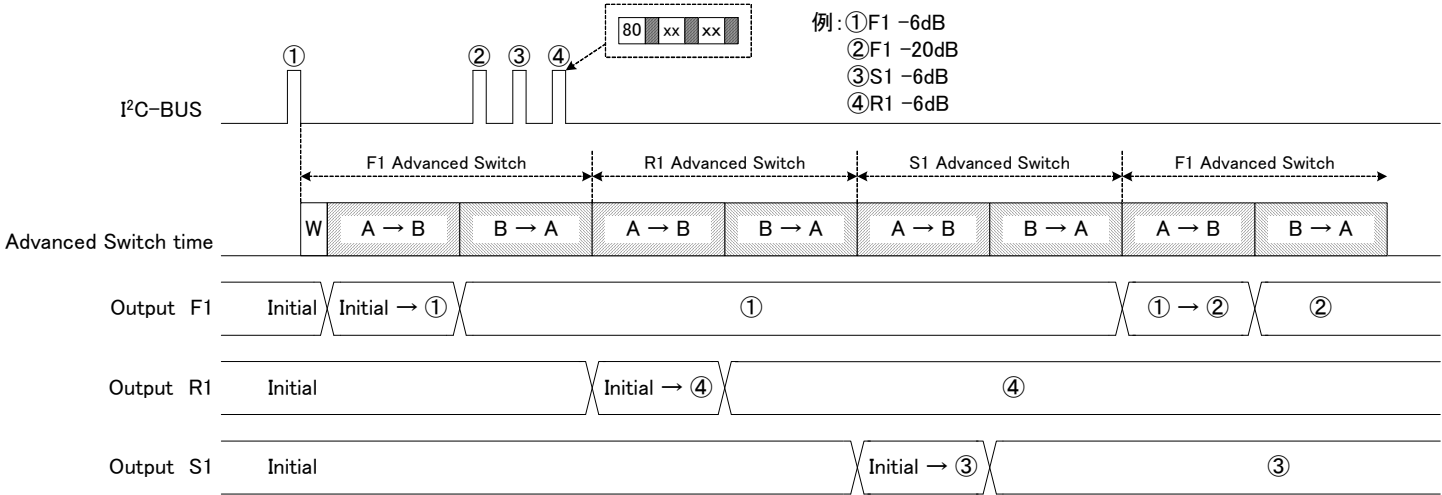 80 xx xx
例:①F1 -6dB
②F1 -20dB
③S1 -6dB
④R1 -6dB
① ② ③ ④
I²C-BUS
F1 Advanced Switch R1 Advanced Switch S1 Advanced Switch F1 Advanced Switch
Advanced Switch time W A → B B → A A → B B → A A → B B → A A → B B → A
Output F1 Initial Initial → ① ① ① → ② ②
Output R1 Initial Initial → ④ ④
Output S1 Initial Initial → ③ ③